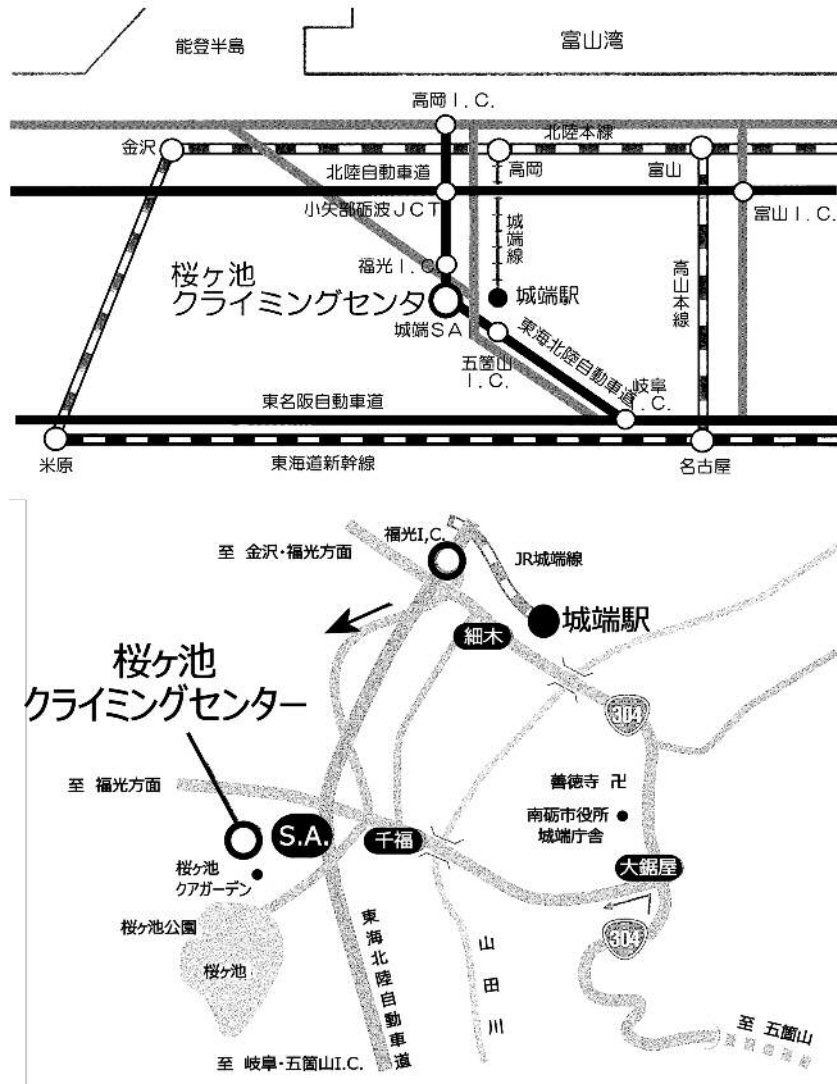 能登半島
富山湾
高岡I.C.
北陸本線
金沢
北陸自動車道
高岡
富山
小矢部砺波JCT
富山I.C.
城端線
福光I.C.
高山本線
桜ヶ池
クライミングセンタ
城端駅
城端SA
東海北陸自動車道
五箇山
I.C.
岐阜
I.C.
東名阪自動車道
米原
東海道新幹線
名古屋
福光I,C.
至 金沢・福光方面
JR城端線
城端駅
細木
桜ヶ池
クライミングセンター
304
至 福光方面
善徳寺 卍
南砺市役所
城端庁舎
S.A.
千福
大鋸屋
桜ヶ池
クアガーデン
桜ヶ池公園
304
桜ヶ池
東海北陸自動車道
山田川
至 五箇山
至 岐阜・五箇山I.C.